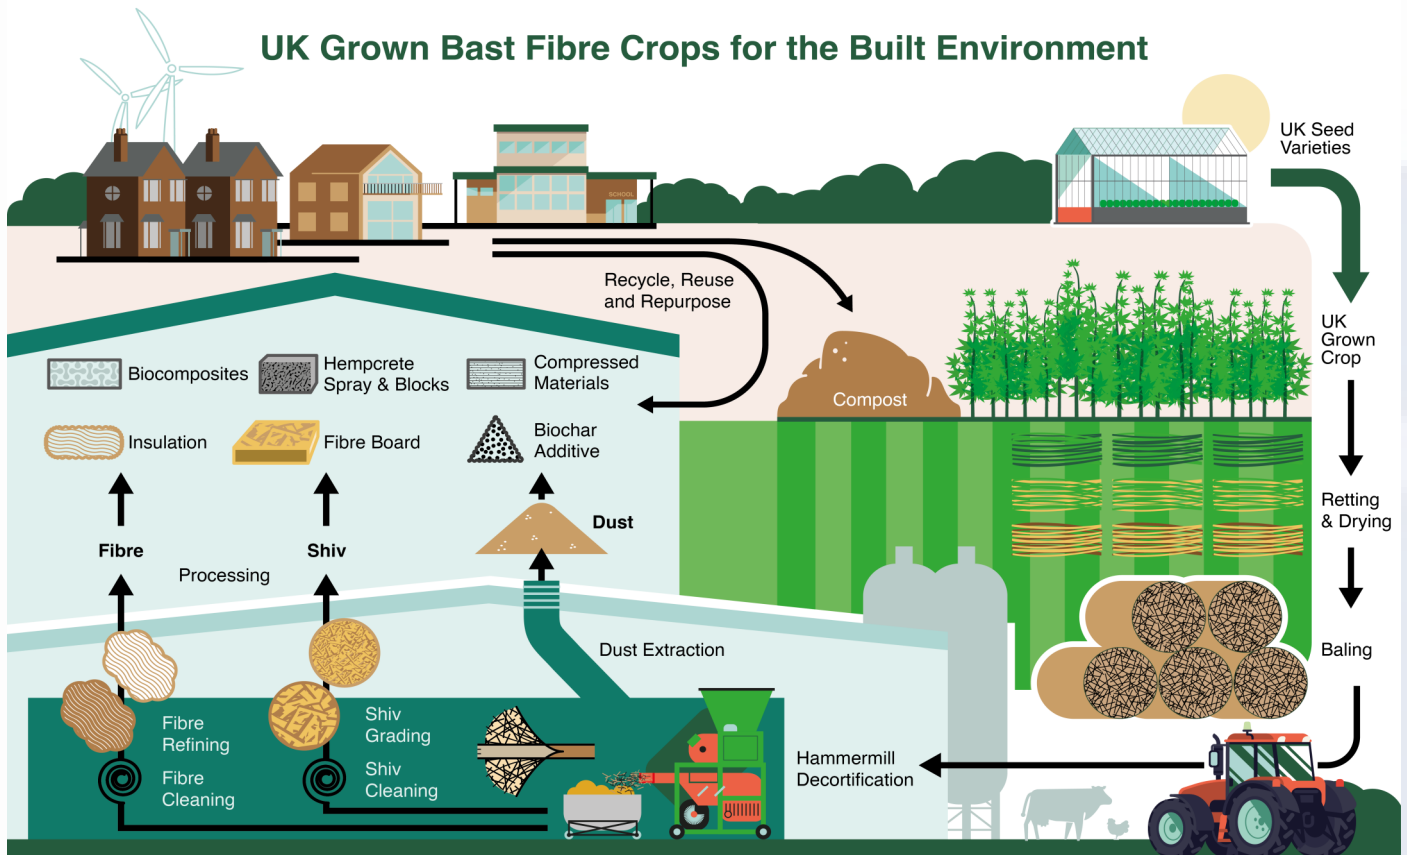 UK Grown Bast Fibre Crops for the Built Environment
UK Seed
Varieties
SCHOOL
Recycle, Reuse
and Repurpose
UK
Grown
Crop
Compost
Biocomposites
Hempcrete
Spray & Blocks
Compressed
Materials
Insulation
Fibre Board
Biochar
Additive
Retting
& Drying
Dust
Fibre
Shiv
Processing
Dust Extraction
Baling
Fibre
Refining
Shiv
Grading
Fibre
Cleaning
Shiv
Cleaning
Hammermill
Decortification